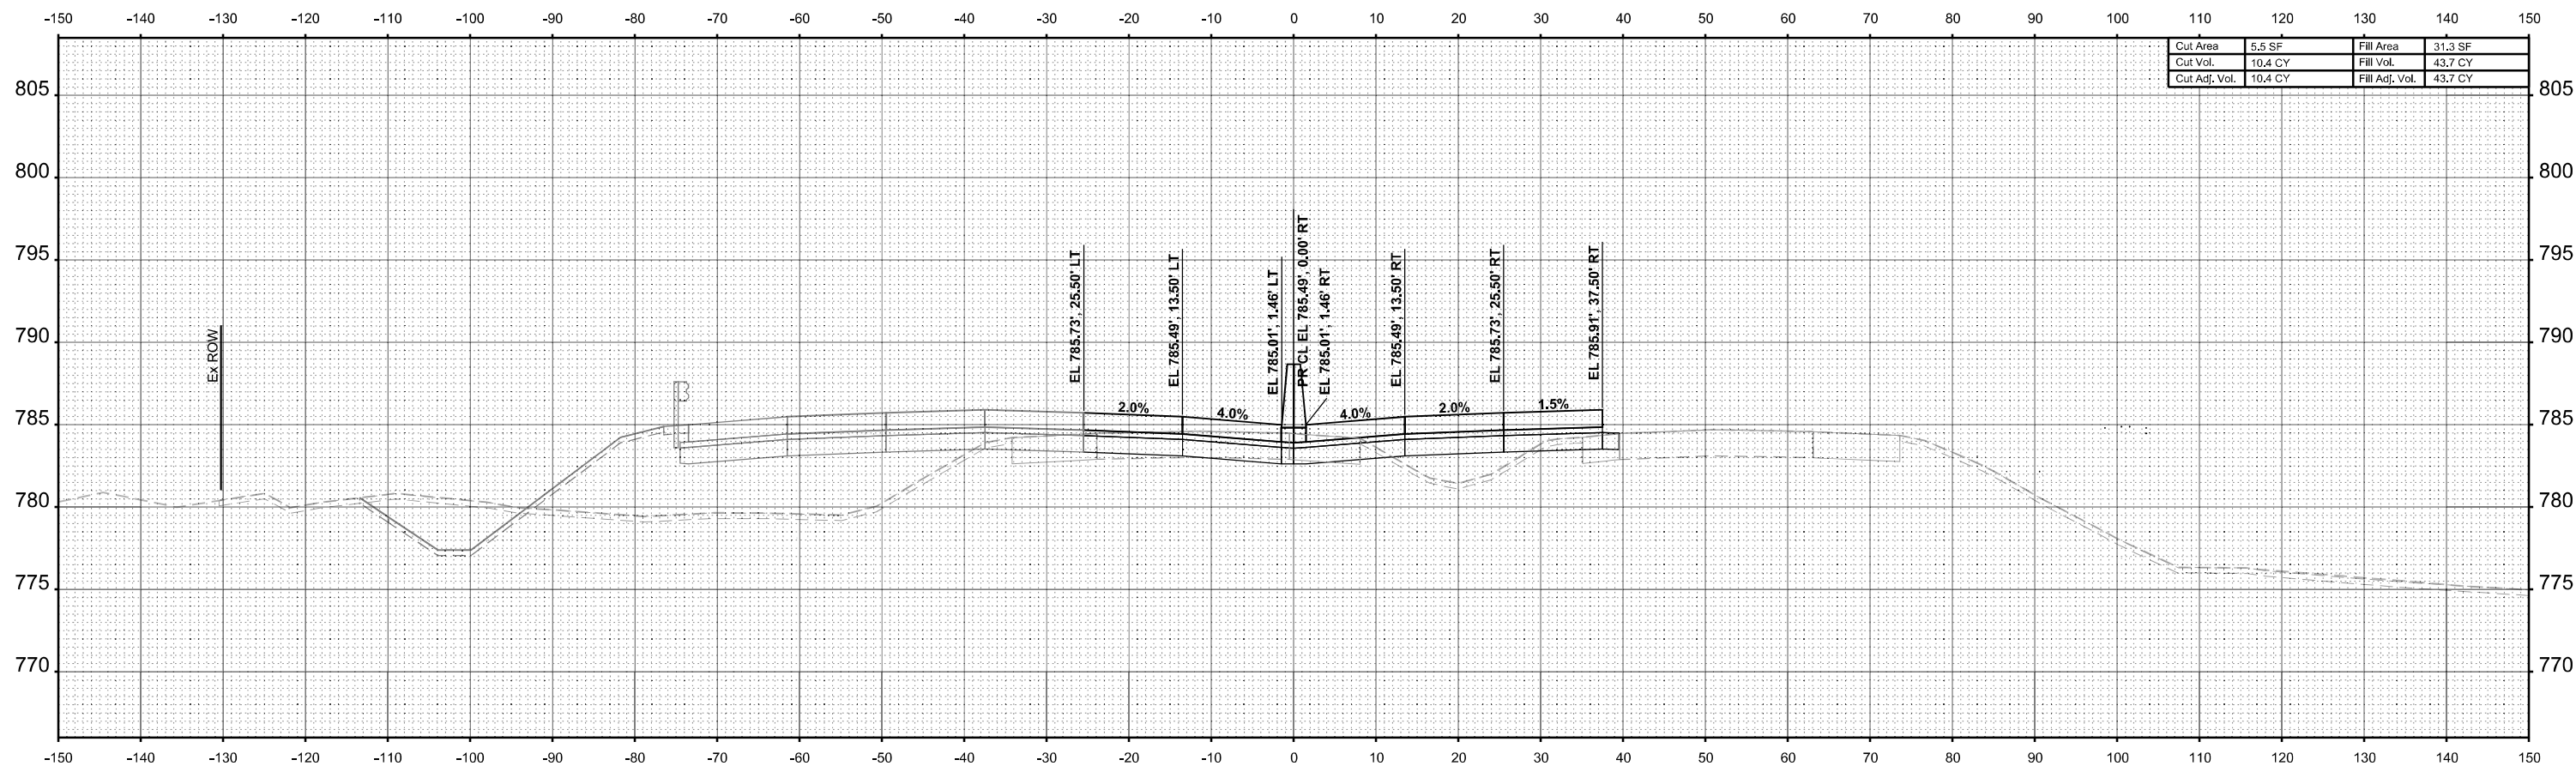 -150 -140 -130 -120 -110 -100 -90 -80 -70 -60 -50 -40 -30 -20 -10 0 10 20 30 40 50 60 70 80 90 100 110 120 130 140 150
Cut Area 5.5 SF Fill Area 31.3 SF
Cut Vol. 10.4 CY Fill Vol. 43.7 CY
Cut Adj. Vol. 10.4 CY Fill Adj. Vol. 43.7 CY
805 805
800 800
795 795
790 790
785 785
780 780
775 775
770 770
Ex ROW
EL 785.73', 25.50' LT
EL 785.49', 13.50' LT
EL 785.01', 1.46' LT
PR CL EL 785.49', 0.00' RT
EL 785.01', 1.46' RT
EL 785.49', 13.50' RT
EL 785.73', 25.50' RT
EL 785.91', 37.50' RT
2.0% 4.0% 4.0% 2.0% 1.5%
-150 -140 -130 -120 -110 -100 -90 -80 -70 -60 -50 -40 -30 -20 -10 0 10 20 30 40 50 60 70 80 90 100 110 120 130 140 150